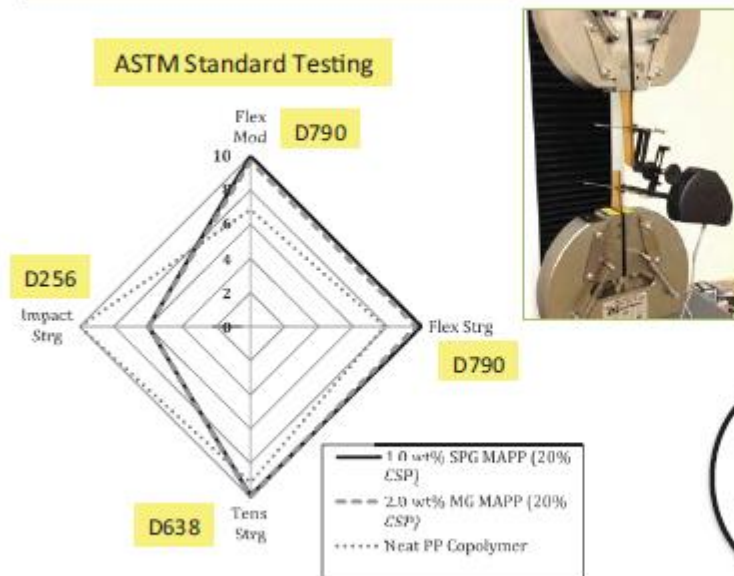 ASTM Standard Testing
Flex
Mod
D790
10
8
6
4
2
0
D256
Impact
Strg
Flex Strg
D790
D638
Tens
Strg
1.0 wt% SPG MAPP (20%
CSP)
2.0 wt% MG MAPP (20%
CSP)
Neat PP Copolymer